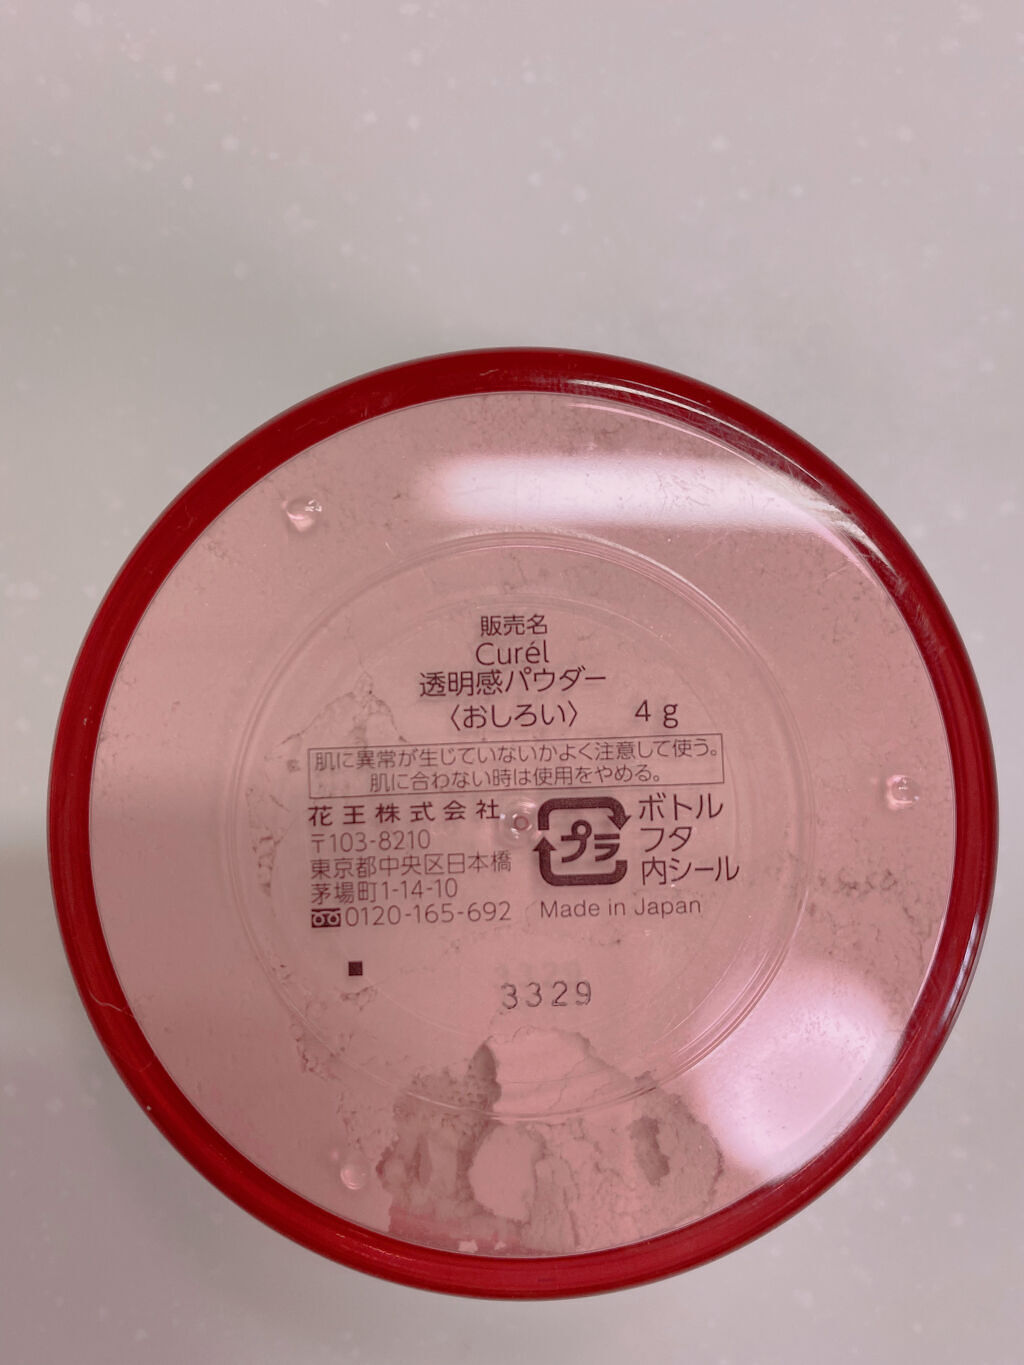 販売名
Curél
透明感パウダー
〈おしろい〉 4 g
肌に異常が生じていないかよく注意して使う。
肌に合わない時は使用をやめる。
花王株式会社
〒103-8210
東京都中央区日本橋
茅場町1-14-10
0120-165-692
プラ
ボトル
フタ
内シール
Made in Japan
3329